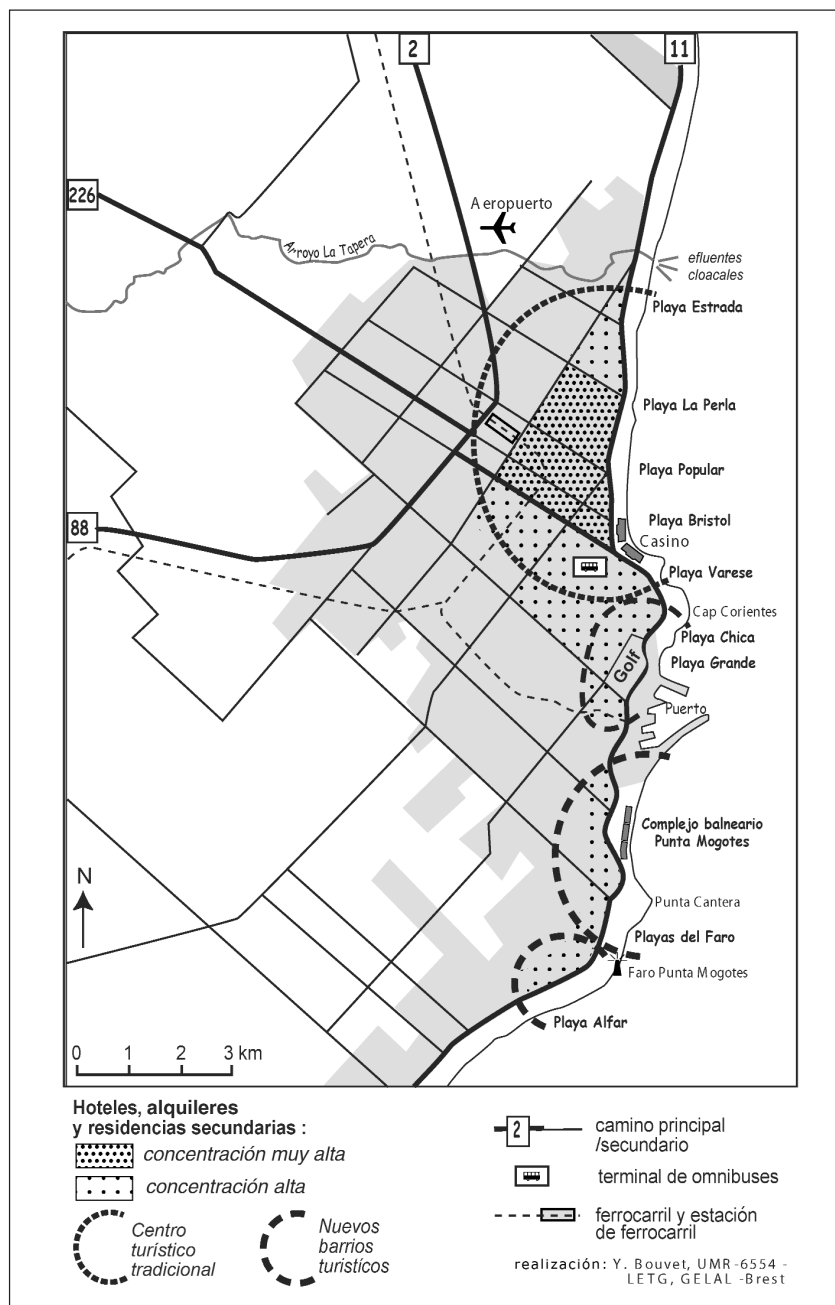 2
11
226
Aeropuerto
Arroyo La Tapera
efluentes
cloacales
Playa Estrada
Playa La Perla
Playa Popular
Playa Bristol
Casino
88
Playa Varese
Cap Corientes
Playa Chica
Playa Grande
Golf
Puerto
Complejo balneario
Punta Mogotes
N
Punta Cantera
Playas del Faro
Faro Punta Mogotes
Playa Alfar
0 1 2 3 km
Hoteles, alquileres
y residencias secundarias :
concentración muy alta
concentración alta
Centro
turístico
tradicional
Nuevos
barrios
turistícos
2
camino principal
/secundario
terminal de omnibuses
ferrocarril y estación
de ferrocarril
realización: Y. Bouvet, UMR-6554 -
LETG, GELAL -Brest